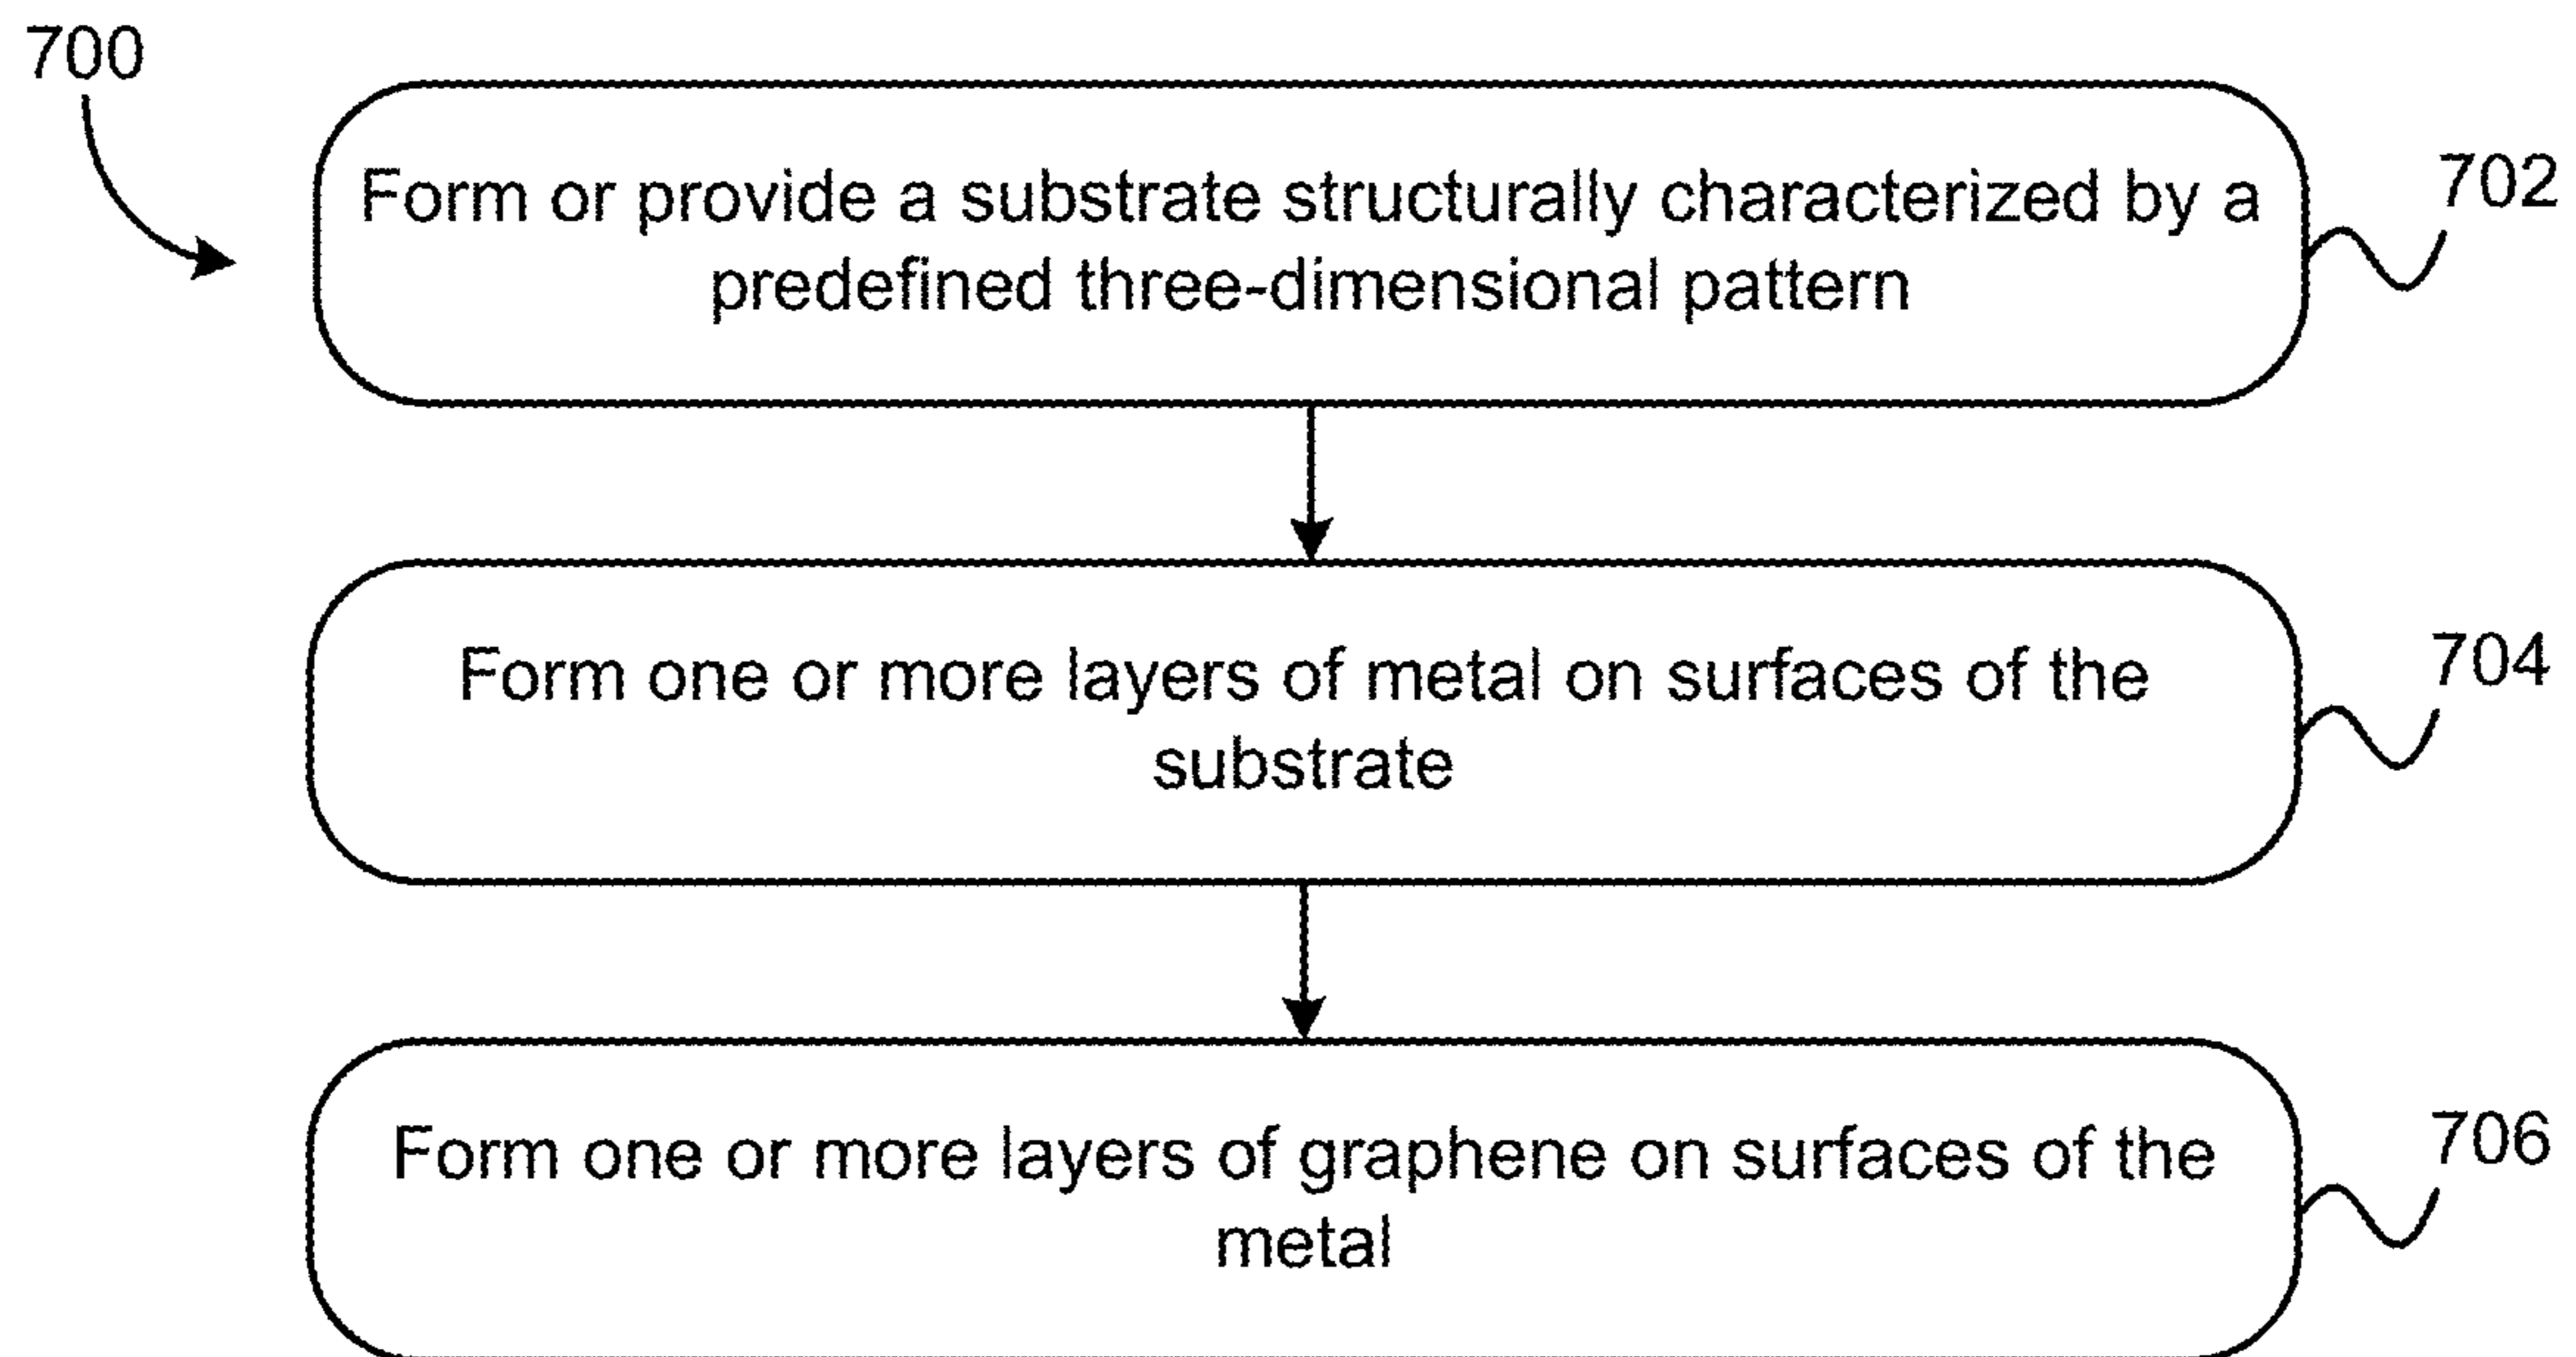 700
Form or provide a substrate structurally characterized by a
predefined three-dimensional pattern
702
Form one or more layers of metal on surfaces of the
substrate
704
Form one or more layers of graphene on surfaces of the
metal
706